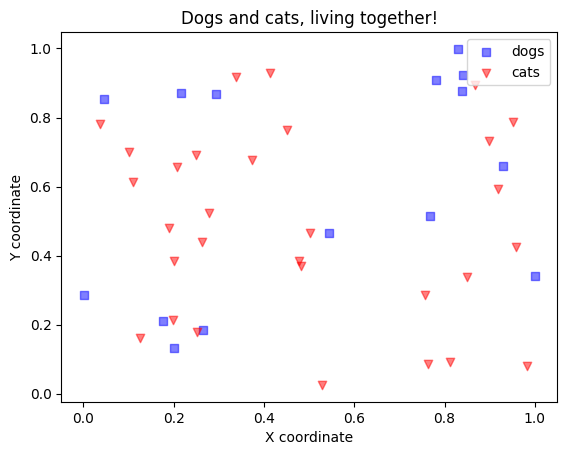 Dogs and cats, living together!
dogs
cats
1.0
0.8
0.6
0.4
0.2
0.0
Y coordinate
0.0 0.2 0.4 0.6 0.8 1.0
X coordinate